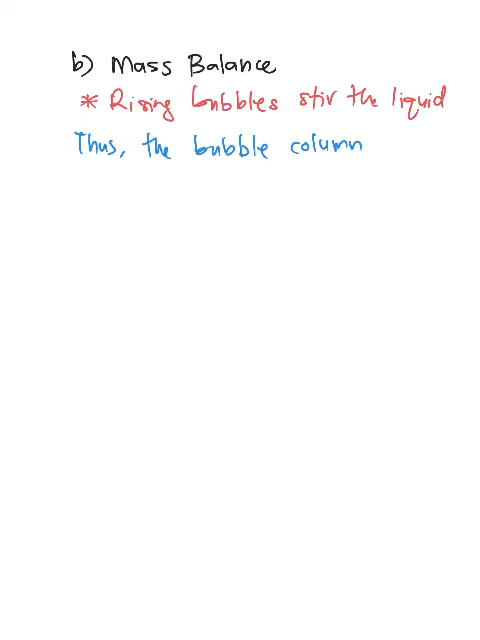 b) Mass Balance
* Rising bubbles stir the liquid
Thus, the bubble column